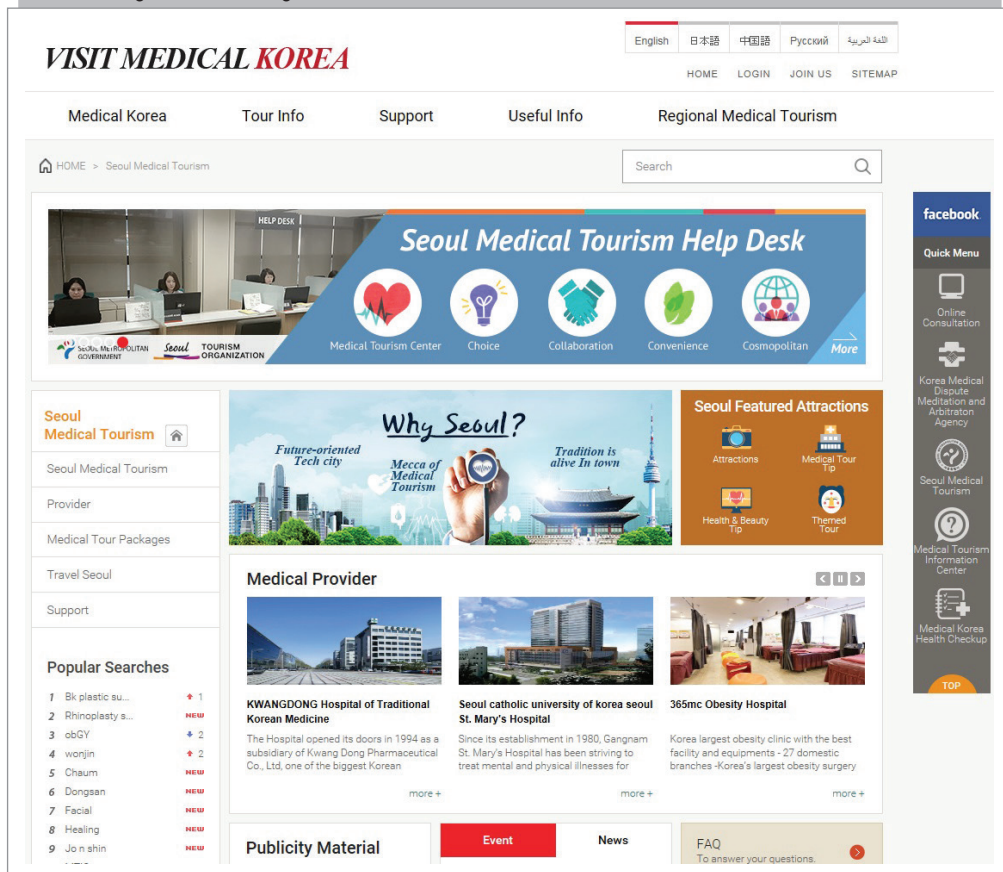 VISIT MEDICAL KOREA
English 日本語 中国語 Русский اللغة العربية
HOME LOGIN JOIN US SITEMAP
Medical Korea Tour Info Support Useful Info Regional Medical Tourism
HOME > Seoul Medical Tourism
Search
HELP DESK
Seoul Medical Tourism Help Desk
Medical Tourism Center Choice Collaboration Convenience Cosmopolitan More
SEOUL METROPOLITAN
GOVERNMENT
Seoul TOURISM
ORGANIZATION
facebook
Quick Menu
Online
Consultation
Korea Medical
Dispute
Meditation and
Arbitraton
Agency
Seoul Medical
Tourism
Medical Tourism
Information
Center
Medical Korea
Health Checkup
TOP
Seoul
Medical Tourism
Seoul Medical Tourism
Provider
Medical Tour Packages
Travel Seoul
Support
Why Seoul?
Future-oriented
Tech city
Mecca of
Medical
Tourism
Tradition is
alive In town
Seoul Featured Attractions
Attractions
Medical Tour
Tip
Health & Beauty
Tip
Themed
Tour
Popular Searches
1 Bk plastic su... 1
2 Rhinoplasty s... NEW
3 obGY 2
4 wonjin 2
5 Chaum NEW
6 Dongsan NEW
7 Facial NEW
8 Healing NEW
9 Jo n shin NEW
Medical Provider
KWANGDONG Hospital of Traditional
Korean Medicine
The Hospital opened its doors in 1994 as a
subsidiary of Kwang Dong Pharmaceutical
Co., Ltd, one of the biggest Korean
more +
Seoul catholic university of korea seoul
St. Mary's Hospital
Since its establishment in 1980, Gangnam
St. Mary's Hospital has been striving to
treat mental and physical illnesses for
more +
365mc Obesity Hospital
Korea largest obesity clinic with the best
facility and equipments - 27 domestic
branches -Korea's largest obesity surgery
more +
Publicity Material
Event News
FAQ
To answer your questions.